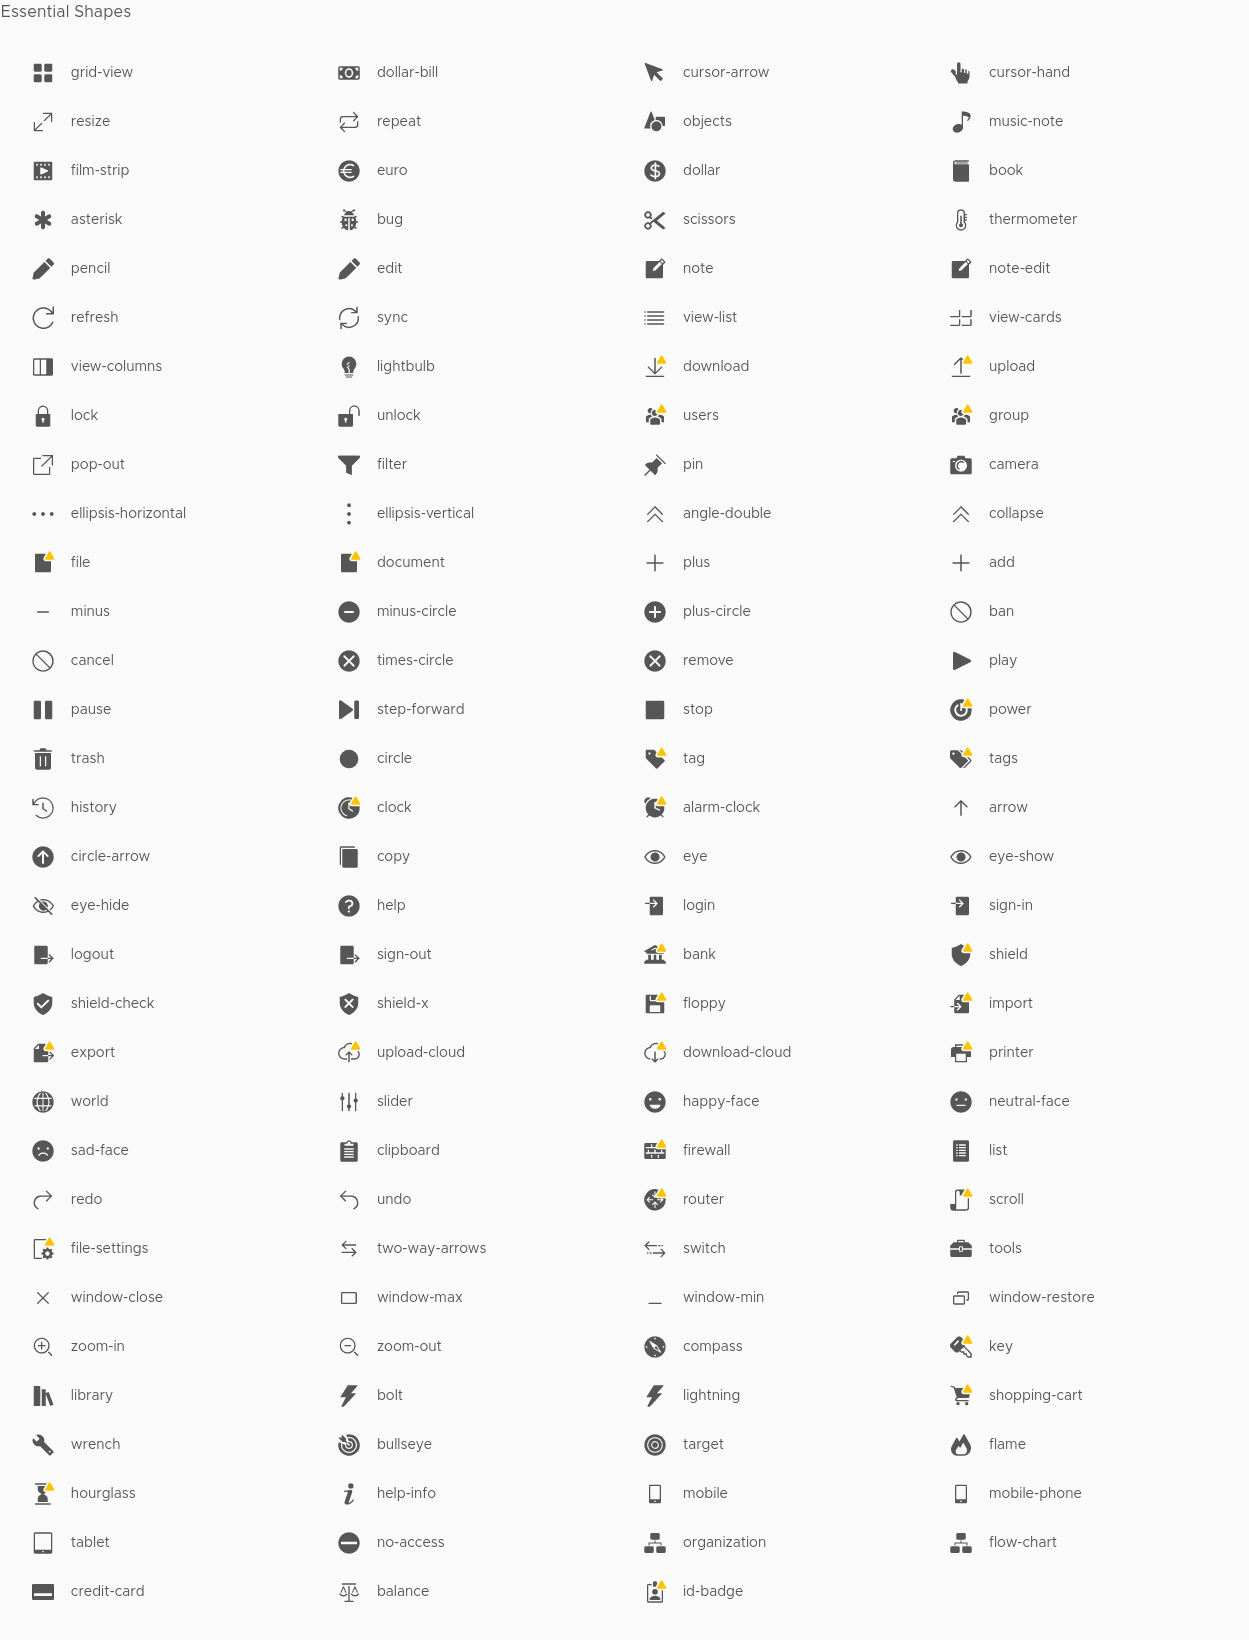 Essential Shapes
grid-view dollar-bill cursor-arrow cursor-hand
resize repeat objects music-note
film-strip euro dollar book
asterisk bug scissors thermometer
pencil edit note note-edit
refresh sync view-list view-cards
view-columns lightbulb download upload
lock unlock users group
pop-out filter pin camera
ellipsis-horizontal ellipsis-vertical angle-double collapse
file document plus add
minus minus-circle plus-circle ban
cancel times-circle remove play
pause step-forward stop power
trash circle tag tags
history clock alarm-clock arrow
circle-arrow copy eye eye-show
eye-hide help login sign-in
logout sign-out bank shield
shield-check shield-x floppy import
export upload-cloud download-cloud printer
world slider happy-face neutral-face
sad-face clipboard firewall list
redo undo router scroll
file-settings two-way-arrows switch tools
window-close window-max window-min window-restore
zoom-in zoom-out compass key
library bolt lightning shopping-cart
wrench bullseye target flame
hourglass help-info mobile mobile-phone
tablet no-access organization flow-chart
credit-card balance id-badge